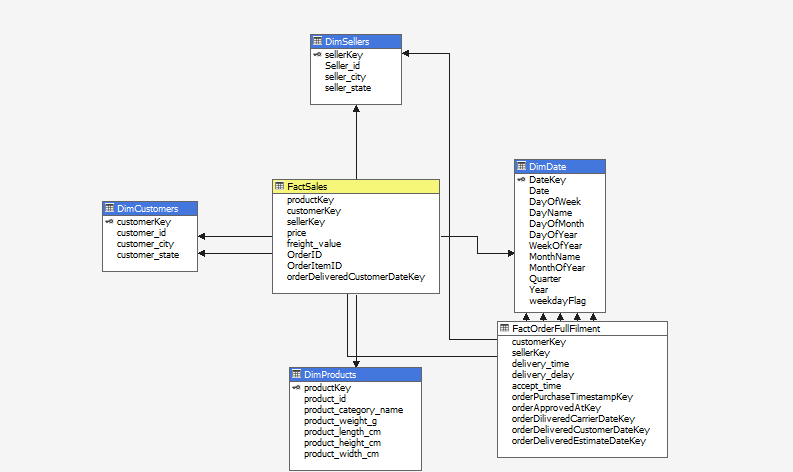 DimSellers
sellerKey
Seller_id
seller_city
seller_state
FactSales
productKey
customerKey
sellerKey
price
freight_value
OrderID
OrderItemID
orderDeliveredCustomerDateKey
DimCustomers
customerKey
customer_id
customer_city
customer_state
DimDate
DateKey
Date
DayOfWeek
DayName
DayOfMonth
DayOfYear
WeekOfYear
MonthName
MonthOfYear
Quarter
Year
weekdayFlag
FactOrderFullFilment
customerKey
sellerKey
delivery_time
delivery_delay
accept_time
orderPurchaseTimestampKey
orderApprovedAtKey
orderDiliveredCarrierDateKey
orderDeliveredCustomerDateKey
orderDeliveredEstimateDateKey
DimProducts
productKey
product_id
product_category_name
product_weight_g
product_length_cm
product_height_cm
product_width_cm